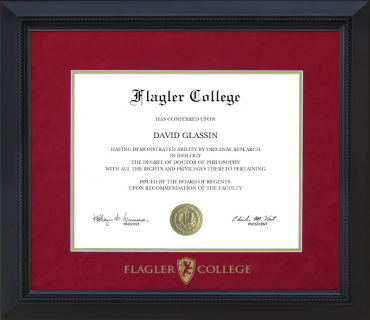 Flagler College
HAS CONFERRED UPON
DAVID GLASSIN
HAVING DEMONSTRATED ABILITY BY ORIGINAL RESEARCH
IN BIOLOGY
THE DEGREE OF DOCTOR OF PHILOSOPHY
WITH ALL THE RIGHTS AND PRIVILEGES THERETO PERTAINING
ISSUED BY THE BOARD OF REGENTS
UPON RECOMMENDATION OF THE FACULTY
PROVOST
PRESIDENT
FLAGLER COLLEGE